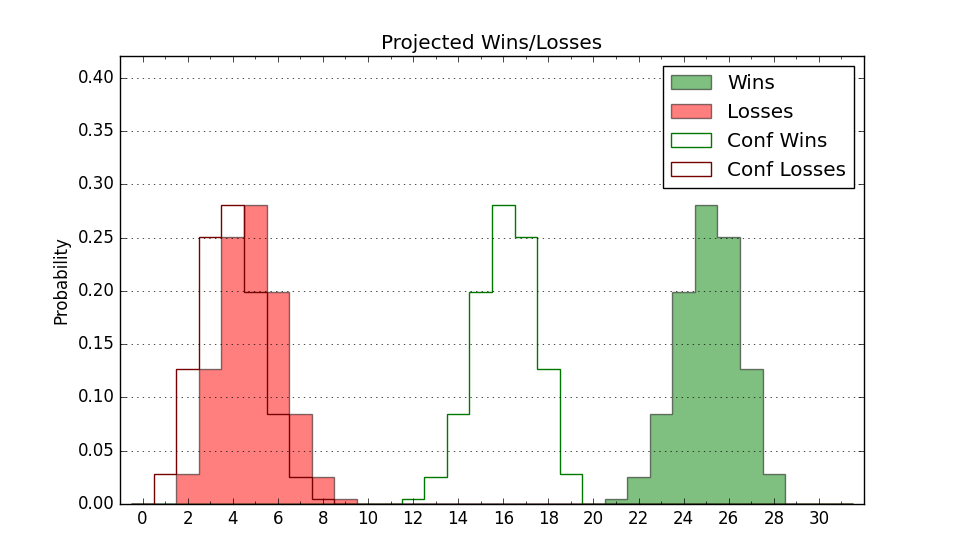 Projected Wins/Losses
Probability
0.40
0.35
0.30
0.25
0.20
0.15
0.10
0.05
0.00
0 2 4 6 8 10 12 14 16 18 20 22 24 26 28 30
Wins
Losses
Conf Wins
Conf Losses